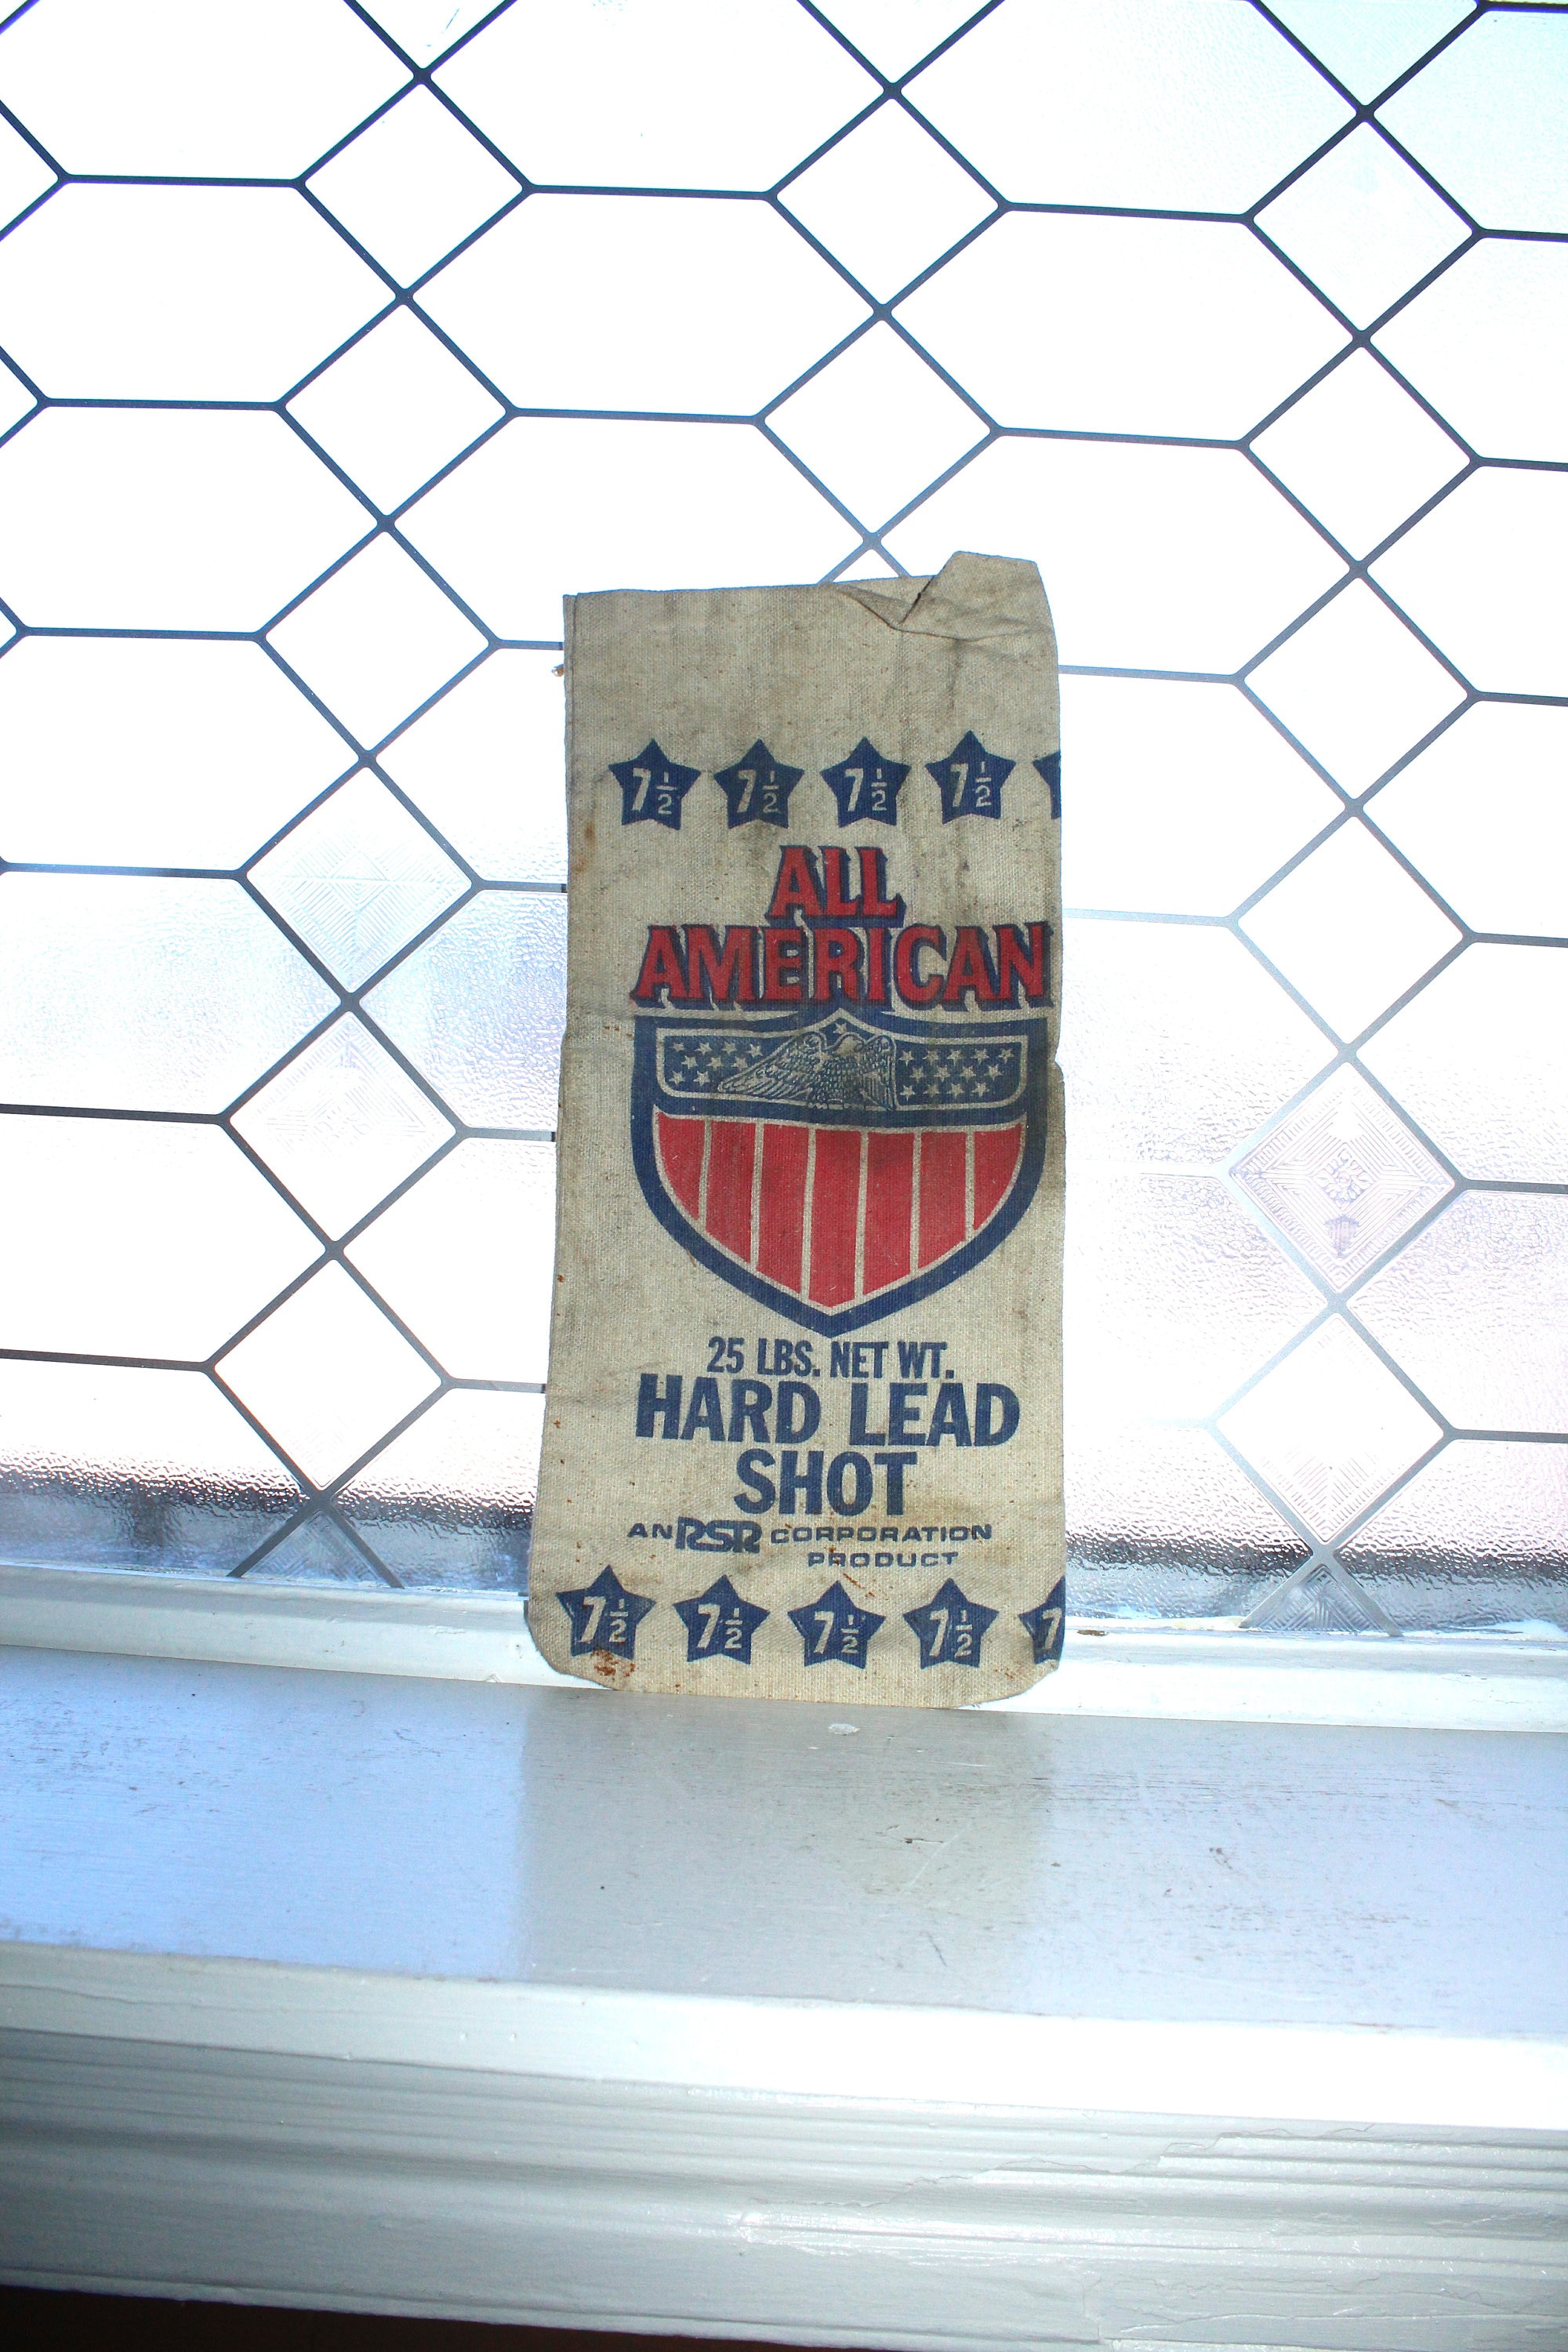 7½ 7½ 7½ 7½
ALL
AMERICAN
25 LBS. NET WT.
HARD LEAD
SHOT
AN RSR CORPORATION
PRODUCT
7½ 7½ 7½ 7½ 7